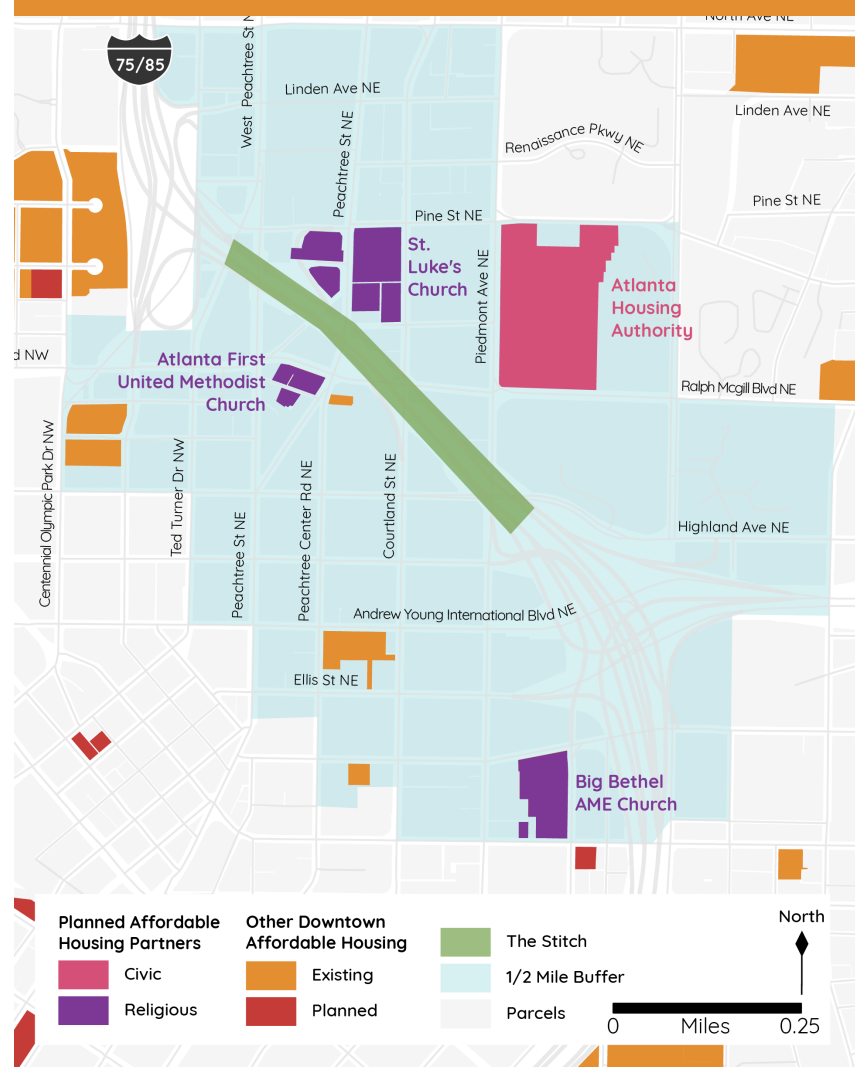 North Ave NE
75/85
West Peachtree St N
Linden Ave NE
Linden Ave NE
Peachtree St NE
Renaissance Pkwy NE
Pine St NE
Pine St NE
St.
Luke's
Church
Piedmont Ave NE
Atlanta
Housing
Authority
d NW
Atlanta First
United Methodist
Church
Ralph Mcgill Blvd NE
Centennial Olympic Park Dr NW
Ted Turner Dr NW
Peachtree St NE
Peachtree Center Rd NE
Courtland St NE
Highland Ave NE
Andrew Young International Blvd NE
Ellis St NE
Big Bethel
AME Church
Planned Affordable
Housing Partners
Civic
Religious
Other Downtown
Affordable Housing
Existing
Planned
The Stitch
1/2 Mile Buffer
Parcels
North
0 Miles 0.25